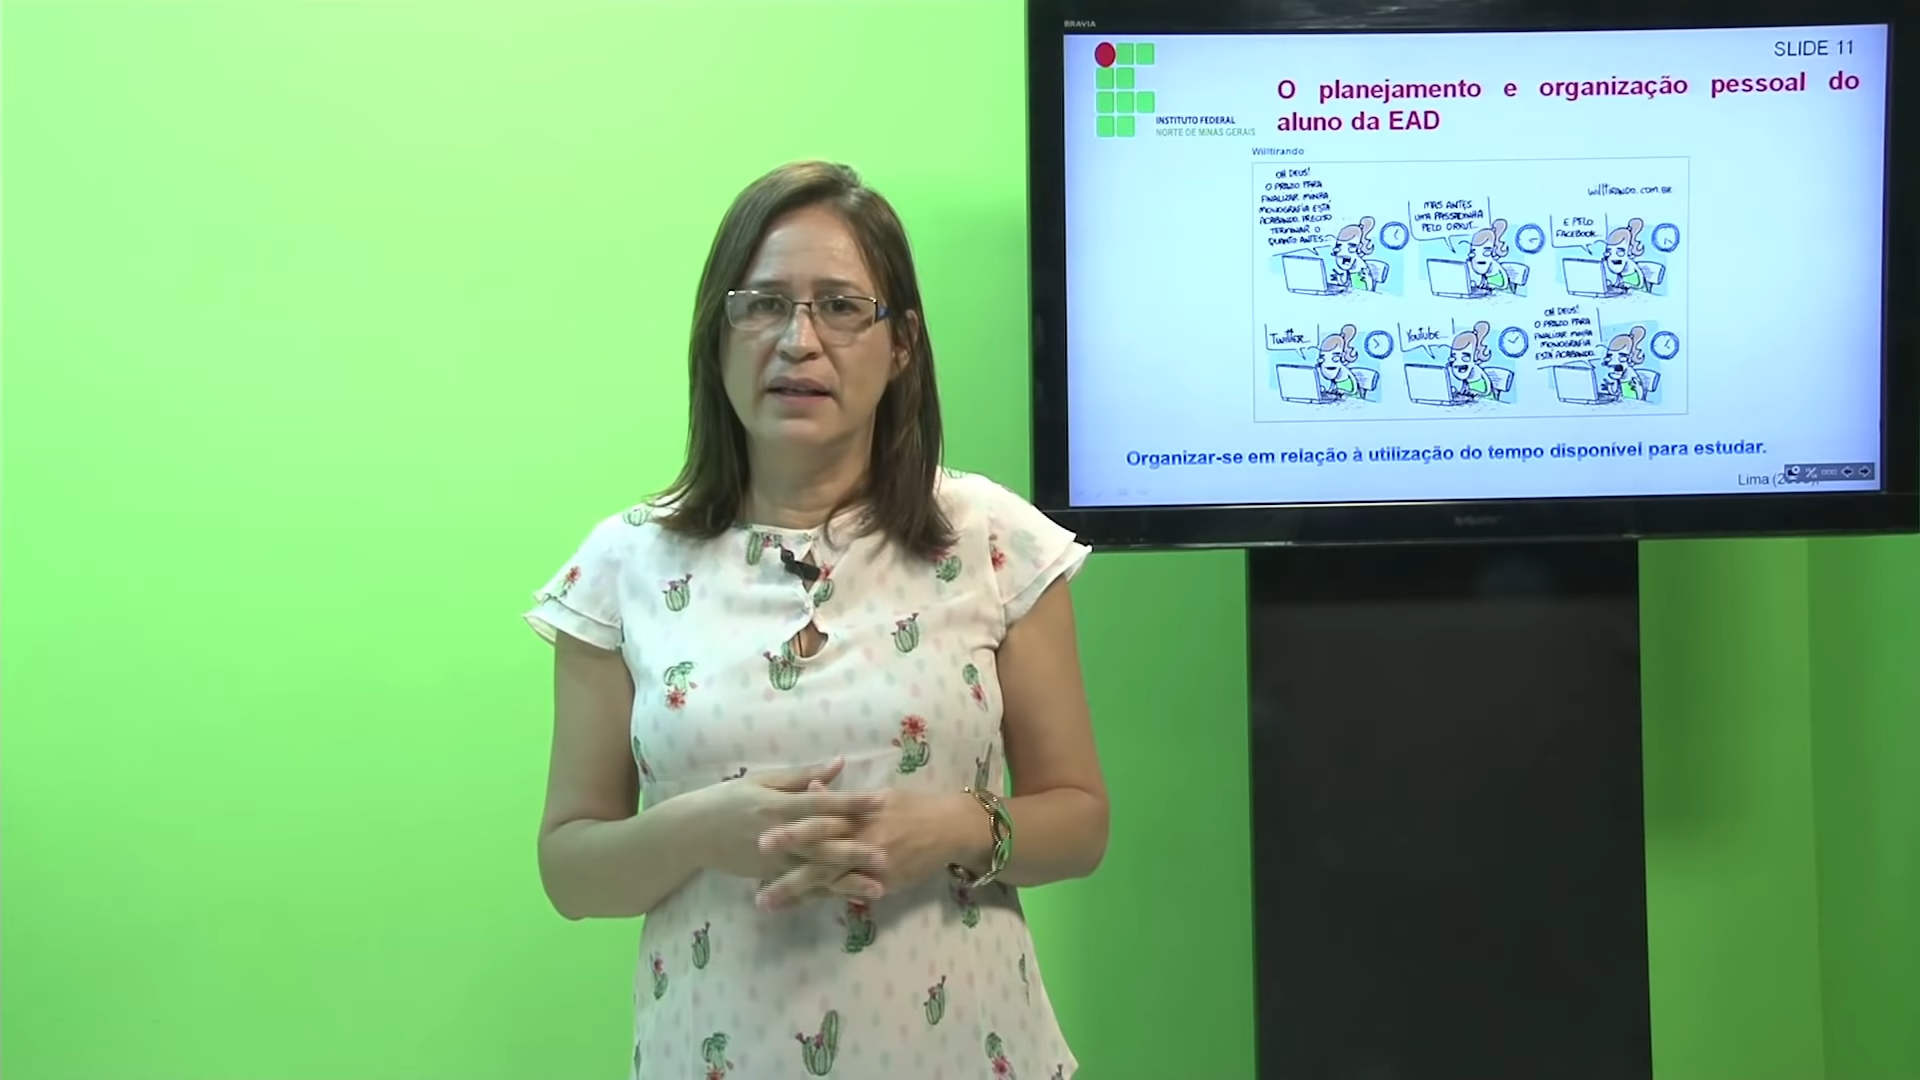 BRAVIA
SLIDE 11
O planejamento e organização pessoal do
aluno da EAD
INSTITUTO FEDERAL
NORTE DE MINAS GERAIS
Willtirando
OH DEUS!
O PRAZO PARA
FINALIZAR MINHA
MONOGRAFIA ESTÁ
ACABANDO. PRECISO
TERMINAR O
QUANTO ANTES...
MAS ANTES
UMA PASSADINHA
PELO ORKUT...
E PELO
FACEBOOK...
WILLTIRANDO.COM.BR
TWITTER...
YOUTUBE...
OH DEUS!
O PRAZO PARA
FINALIZAR MINHA
MONOGRAFIA
ESTÁ ACABANDO.
Organizar-se em relação à utilização do tempo disponível para estudar.
Lima